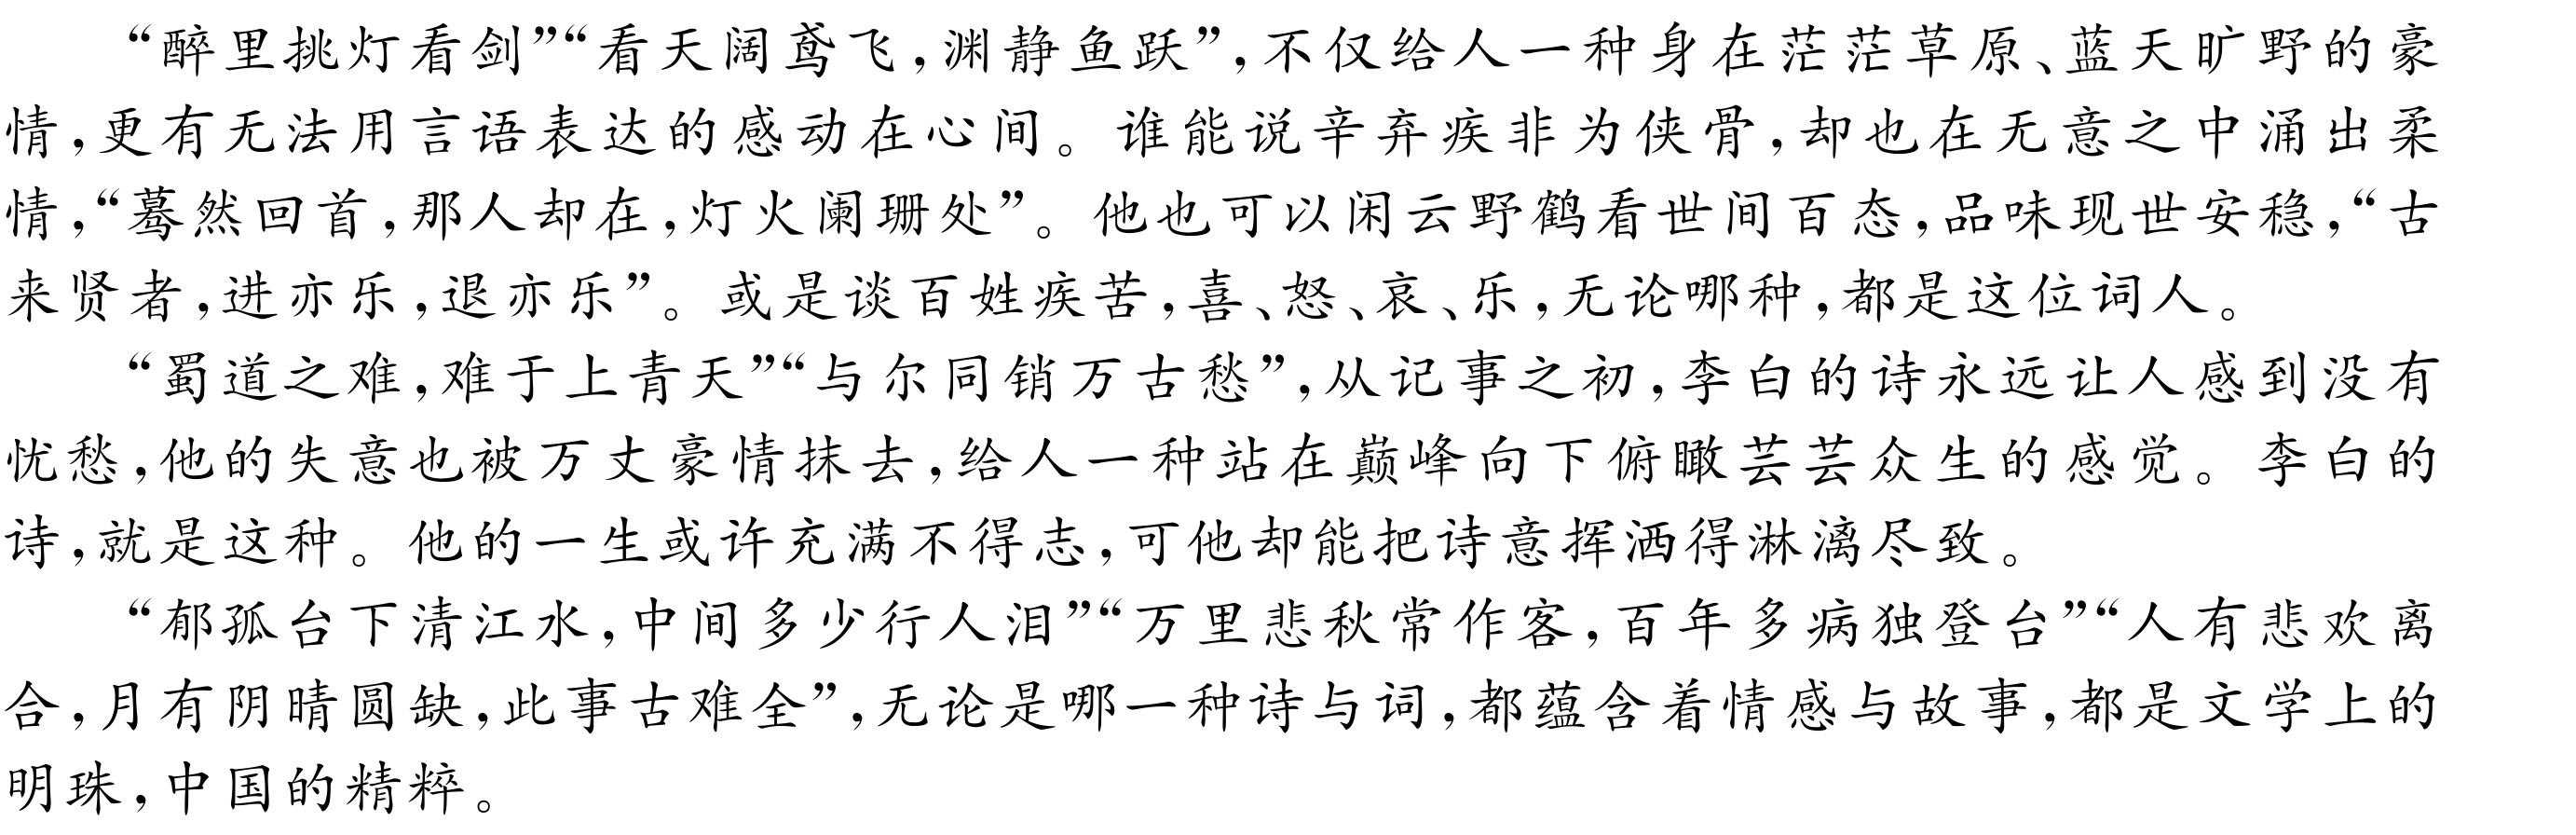 “醉里挑灯看剑”“看天阔鸢飞,渊静鱼跃”,不仅给人一种身在茫茫草原、蓝天旷野的豪
情,更有无法用言语表达的感动在心间。谁能说辛弃疾非为侠骨,却也在无意之中涌出柔
情,“蓦然回首,那人却在,灯火阑珊处”。他也可以闲云野鹤看世间百态,品味现世安稳,“古
来贤者,进亦乐,退亦乐”。或是谈百姓疾苦,喜、怒、哀、乐,无论哪种,都是这位词人。
“蜀道之难,难于上青天”“与尔同销万古愁”,从记事之初,李白的诗永远让人感到没有
忧愁,他的失意也被万丈豪情抹去,给人一种站在巅峰向下俯瞰芸芸众生的感觉。李白的
诗,就是这种。他的一生或许充满不得志,可他却能把诗意挥洒得淋漓尽致。
“郁孤台下清江水,中间多少行人泪”“万里悲秋常作客,百年多病独登台”“人有悲欢离
合,月有阴晴圆缺,此事古难全”,无论是哪一种诗与词,都蕴含着情感与故事,都是文学上的
明珠,中国的精粹。